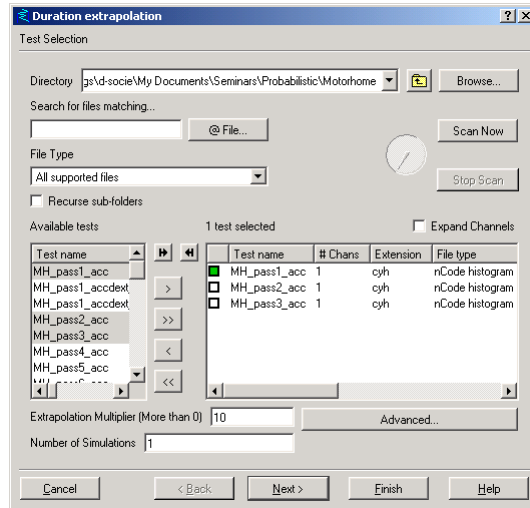 Duration extrapolation
Test Selection
Directory gs\d-socie\My Documents\Seminars\Probabilistic\Motorhome Browse...
Search for files matching...
@ File... Scan Now
File Type
All supported files Stop Scan
Recurse sub-folders
Available tests 1 test selected Expand Channels
Test name Test name # Chans Extension File type
MH_pass1_acc MH_pass1_acc 1 cyh nCode histogram
MH_pass1_accdext_ MH_pass2_acc 1 cyh nCode histogram
MH_pass1_accdext MH_pass3_acc 1 cyh nCode histogram
MH_pass2_acc >
MH_pass3_acc >>
MH_pass4_acc <
MH_pass5_acc <<
Extrapolation Multiplier (More than 0) 10 Advanced...
Number of Simulations 1
Cancel < Back Next > Finish Help